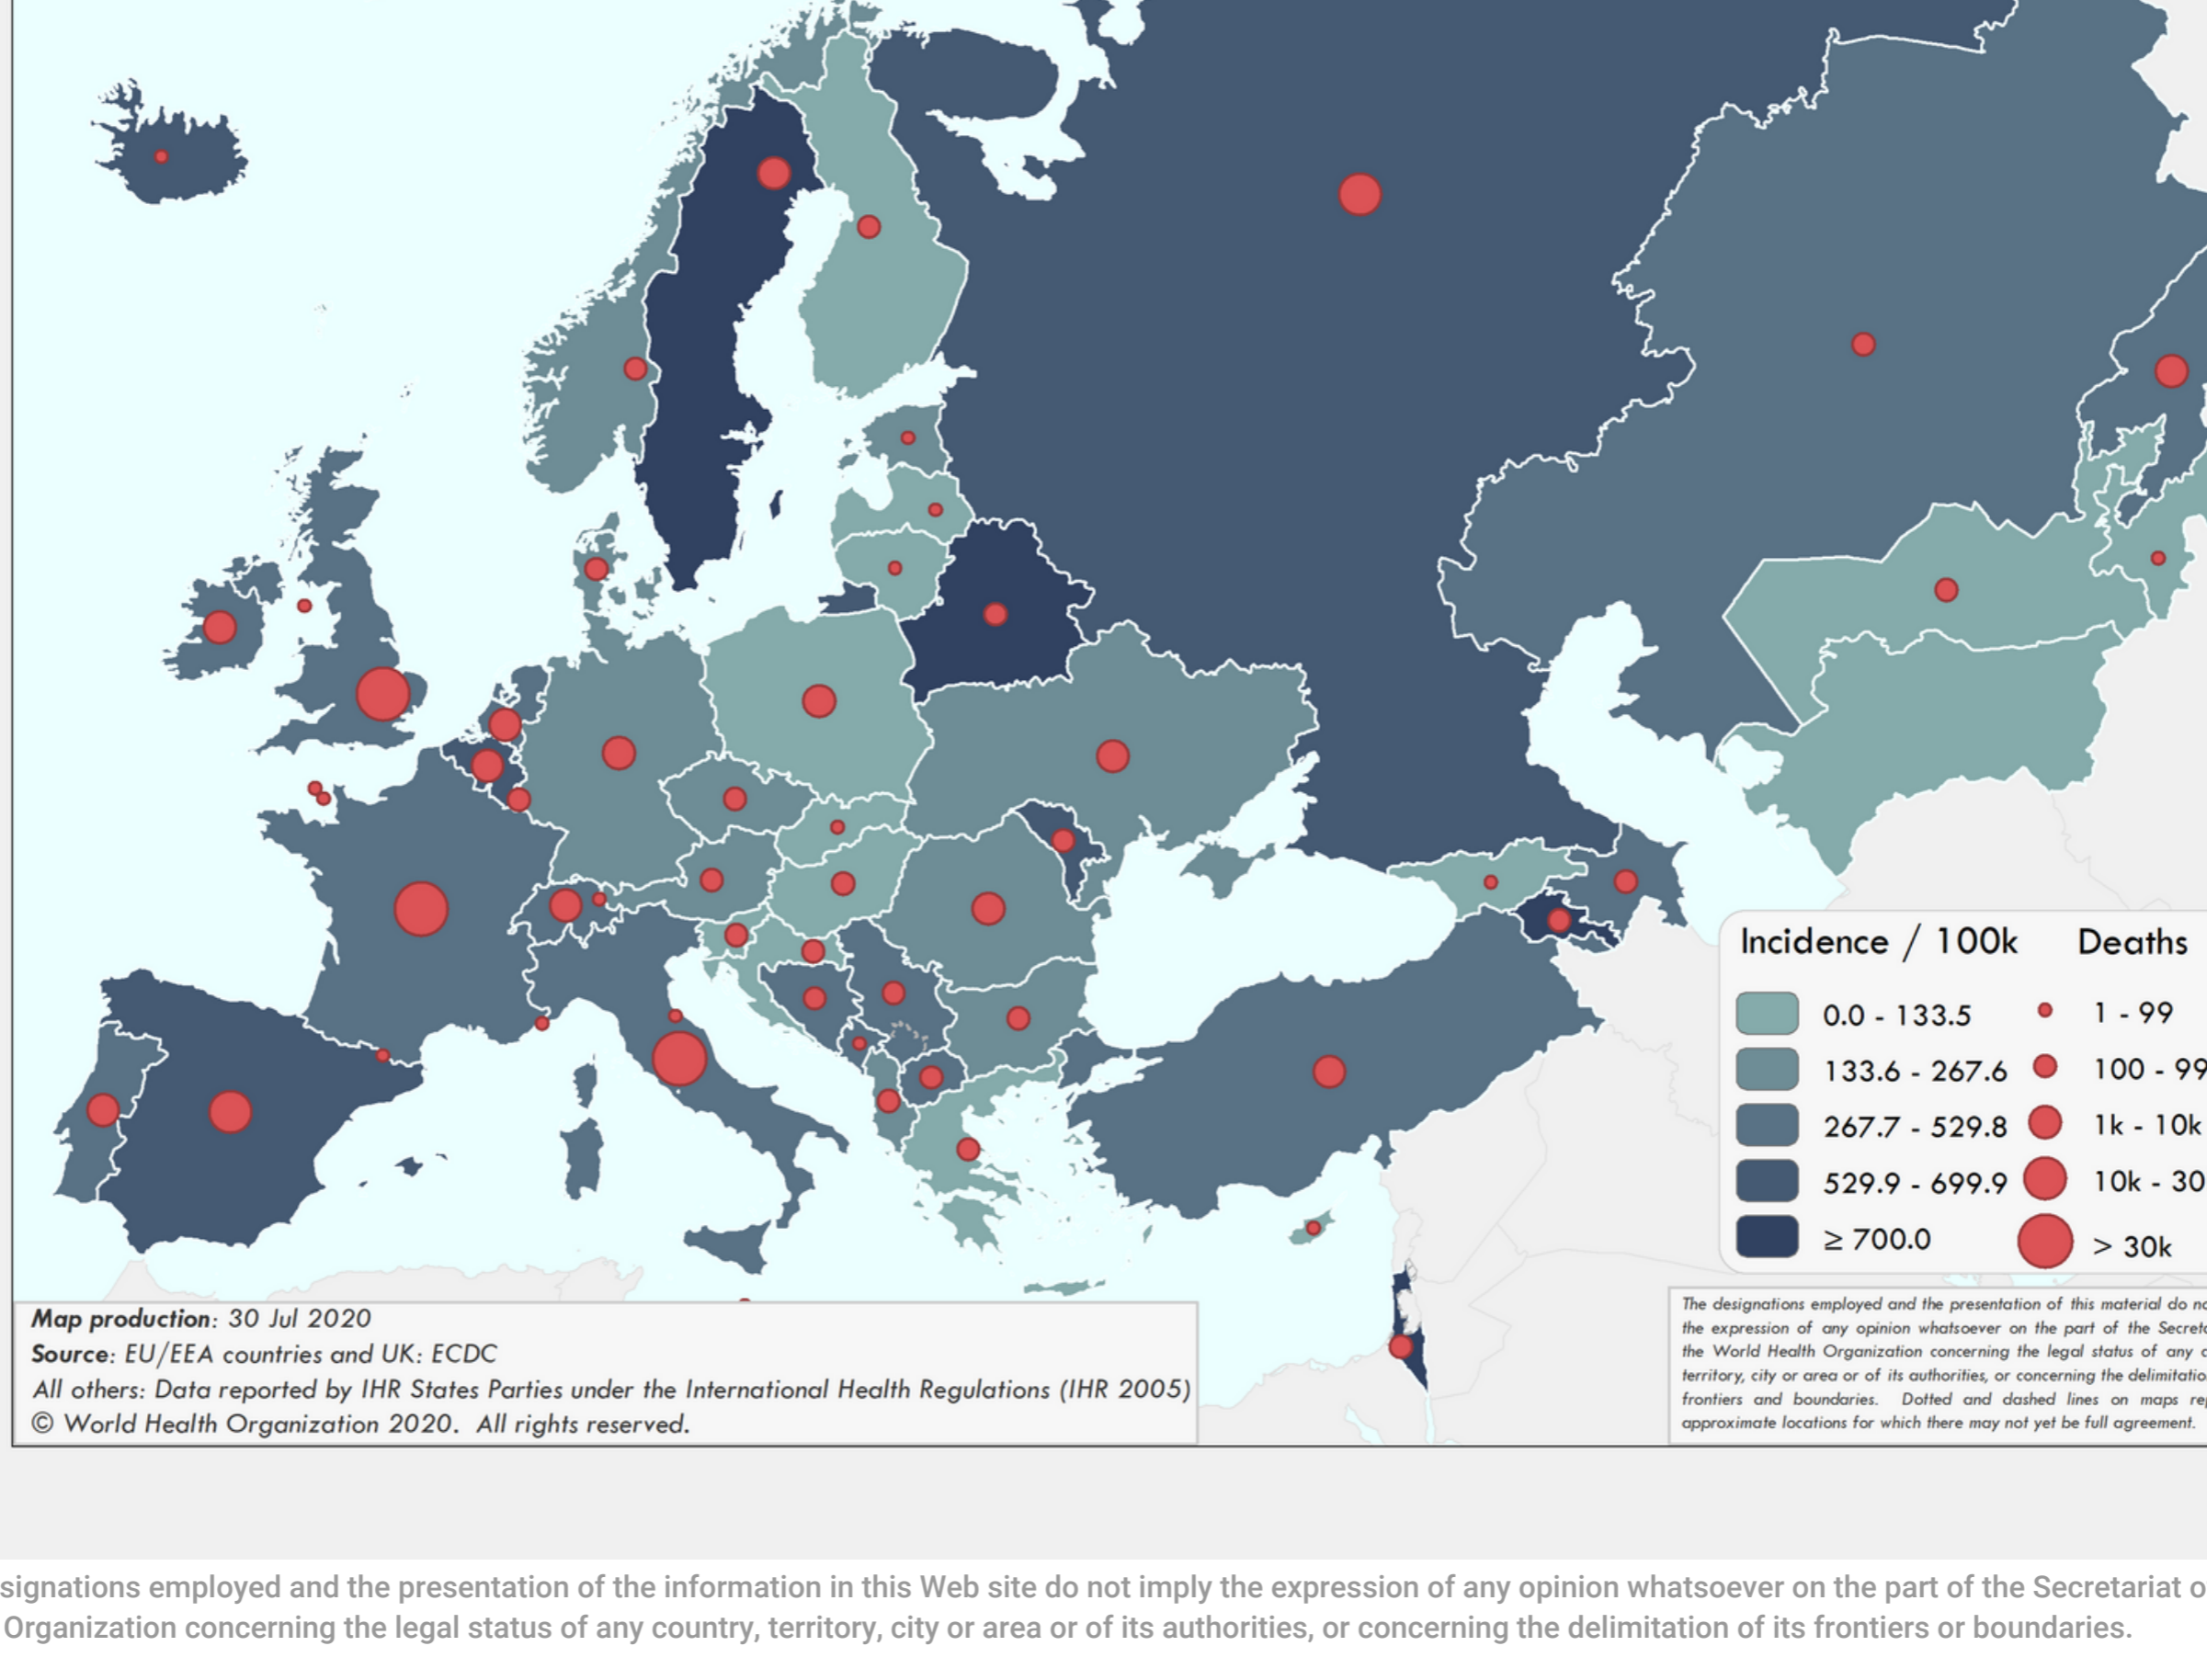 Incidence / 100k Deaths
0.0 - 133.5 1 - 99
133.6 - 267.6 100 - 99
267.7 - 529.8 1k - 10k
529.9 - 699.9 10k - 30
≥ 700.0 > 30k
Map production: 30 Jul 2020
Source: EU/EEA countries and UK: ECDC
All others: Data reported by IHR States Parties under the International Health Regulations (IHR 2005)
© World Health Organization 2020. All rights reserved.
The designations employed and the presentation of this material do
the expression of any opinion whatsoever on the part of the
the World Health Organization concerning the legal status of any
territory, city or area or of its authorities, or concerning the
frontiers and boundaries. Dotted and dashed lines on maps
approximate locations for which there may not yet be full agreement.
signations employed and the presentation of the information in this Web site do not imply the expression of any opinion whatsoever on the part of the Secretariat o
Organization concerning the legal status of any country, territory, city or area or of its authorities, or concerning the delimitation of its frontiers or boundaries.